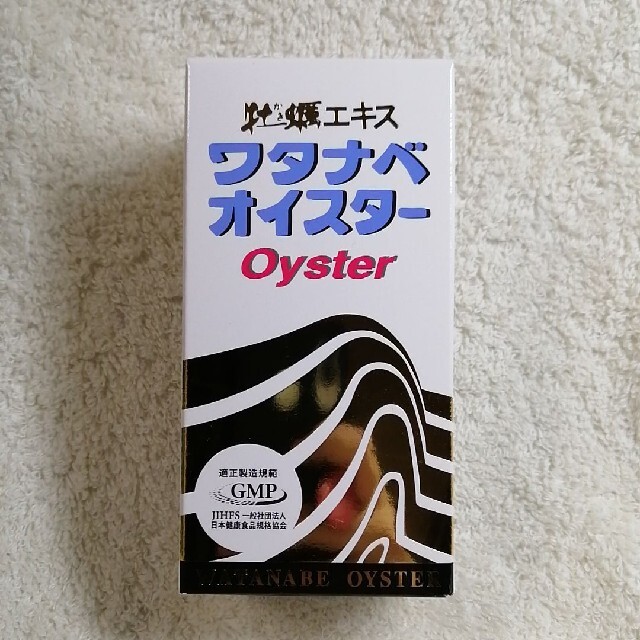 牡蠣エキス
かき
ワタナベ
オイスター
Oyster
適正製造規範
GMP
JIHFS 一般社団法人
日本健康食品規格協会
WATANABE OYSTER